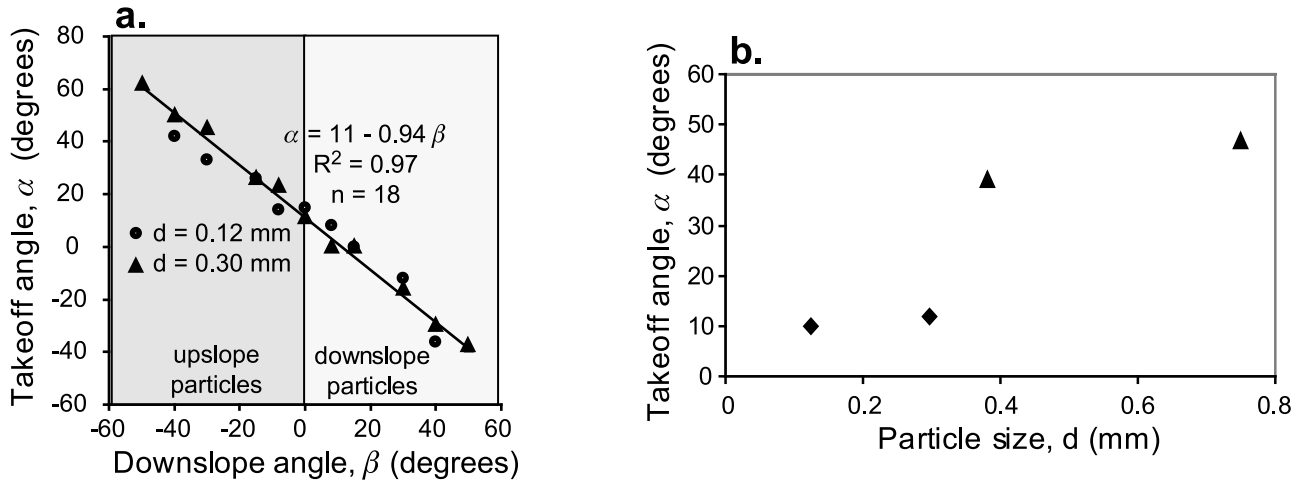 a.
80
60
40
20
0
-20
-40
-60
Takeoff angle, α (degrees)
α = 11 - 0.94 β
R² = 0.97
n = 18
d = 0.12 mm
d = 0.30 mm
upslope
particles
downslope
particles
-60 -40 -20 0 20 40 60
Downslope angle, β (degrees)
b.
60
50
40
30
20
10
0
Takeoff angle, α (degrees)
0 0.2 0.4 0.6 0.8
Particle size, d (mm)